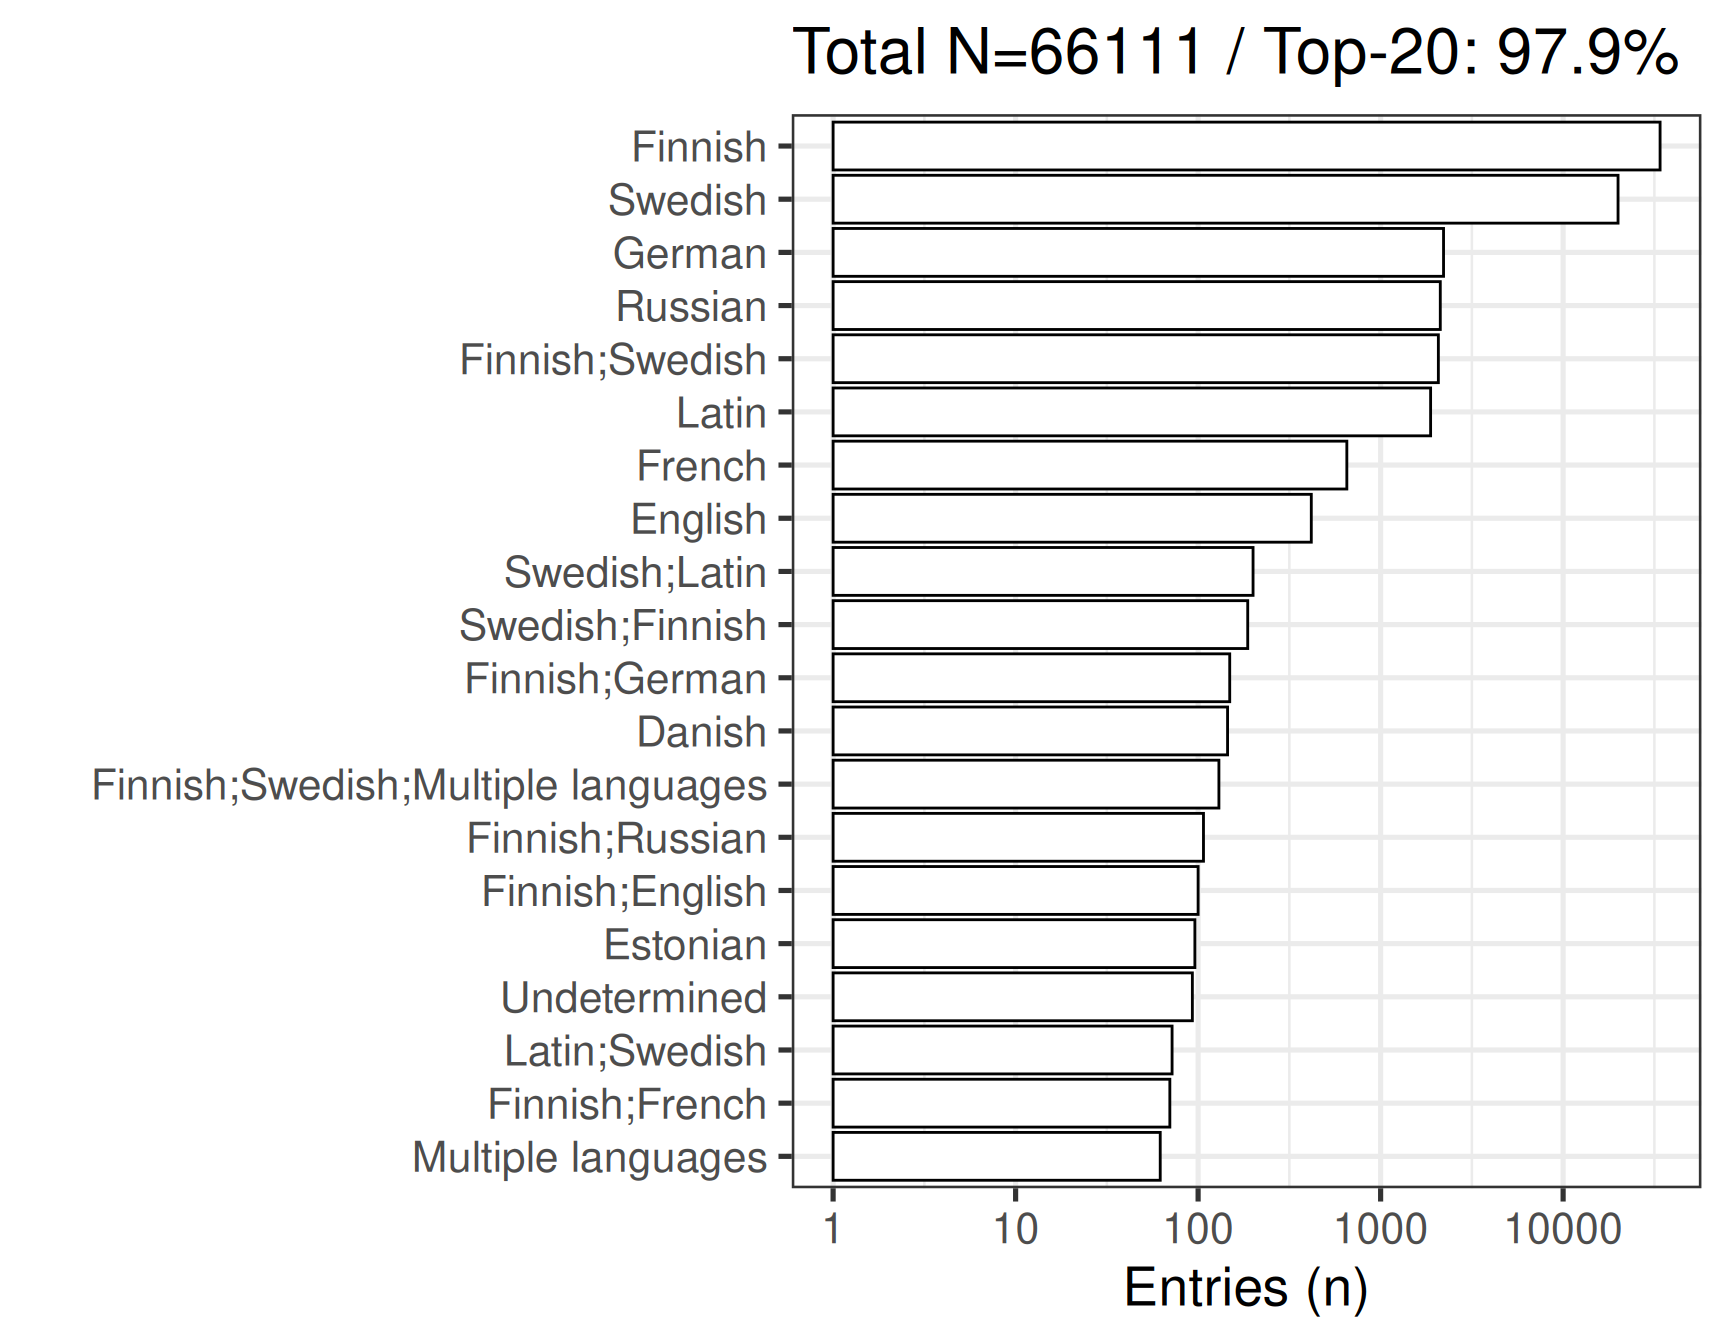 Total N=66111 / Top-20: 97.9%
Finnish
Swedish
German
Russian
Finnish;Swedish
Latin
French
English
Swedish;Latin
Swedish;Finnish
Finnish;German
Danish
Finnish;Swedish;Multiple languages
Finnish;Russian
Finnish;English
Estonian
Undetermined
Latin;Swedish
Finnish;French
Multiple languages
1 10 100 1000 10000
Entries (n)